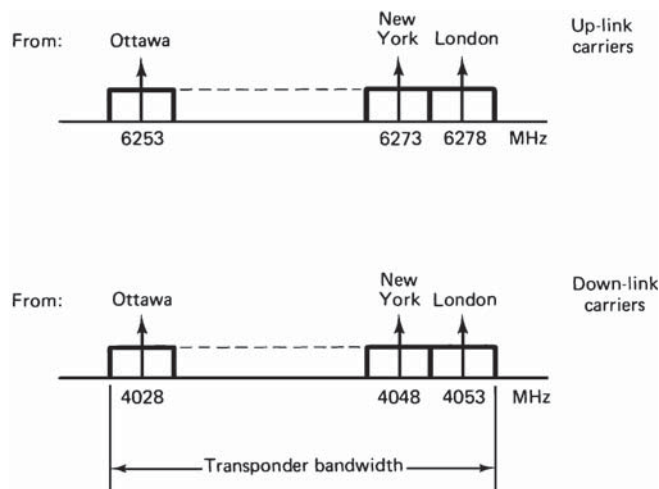 From:
Ottawa
New
York
London
Up-link
carriers
6253
6273
6278
MHz
From:
Ottawa
New
York
London
Down-link
carriers
4028
4048
4053
MHz
Transponder bandwidth